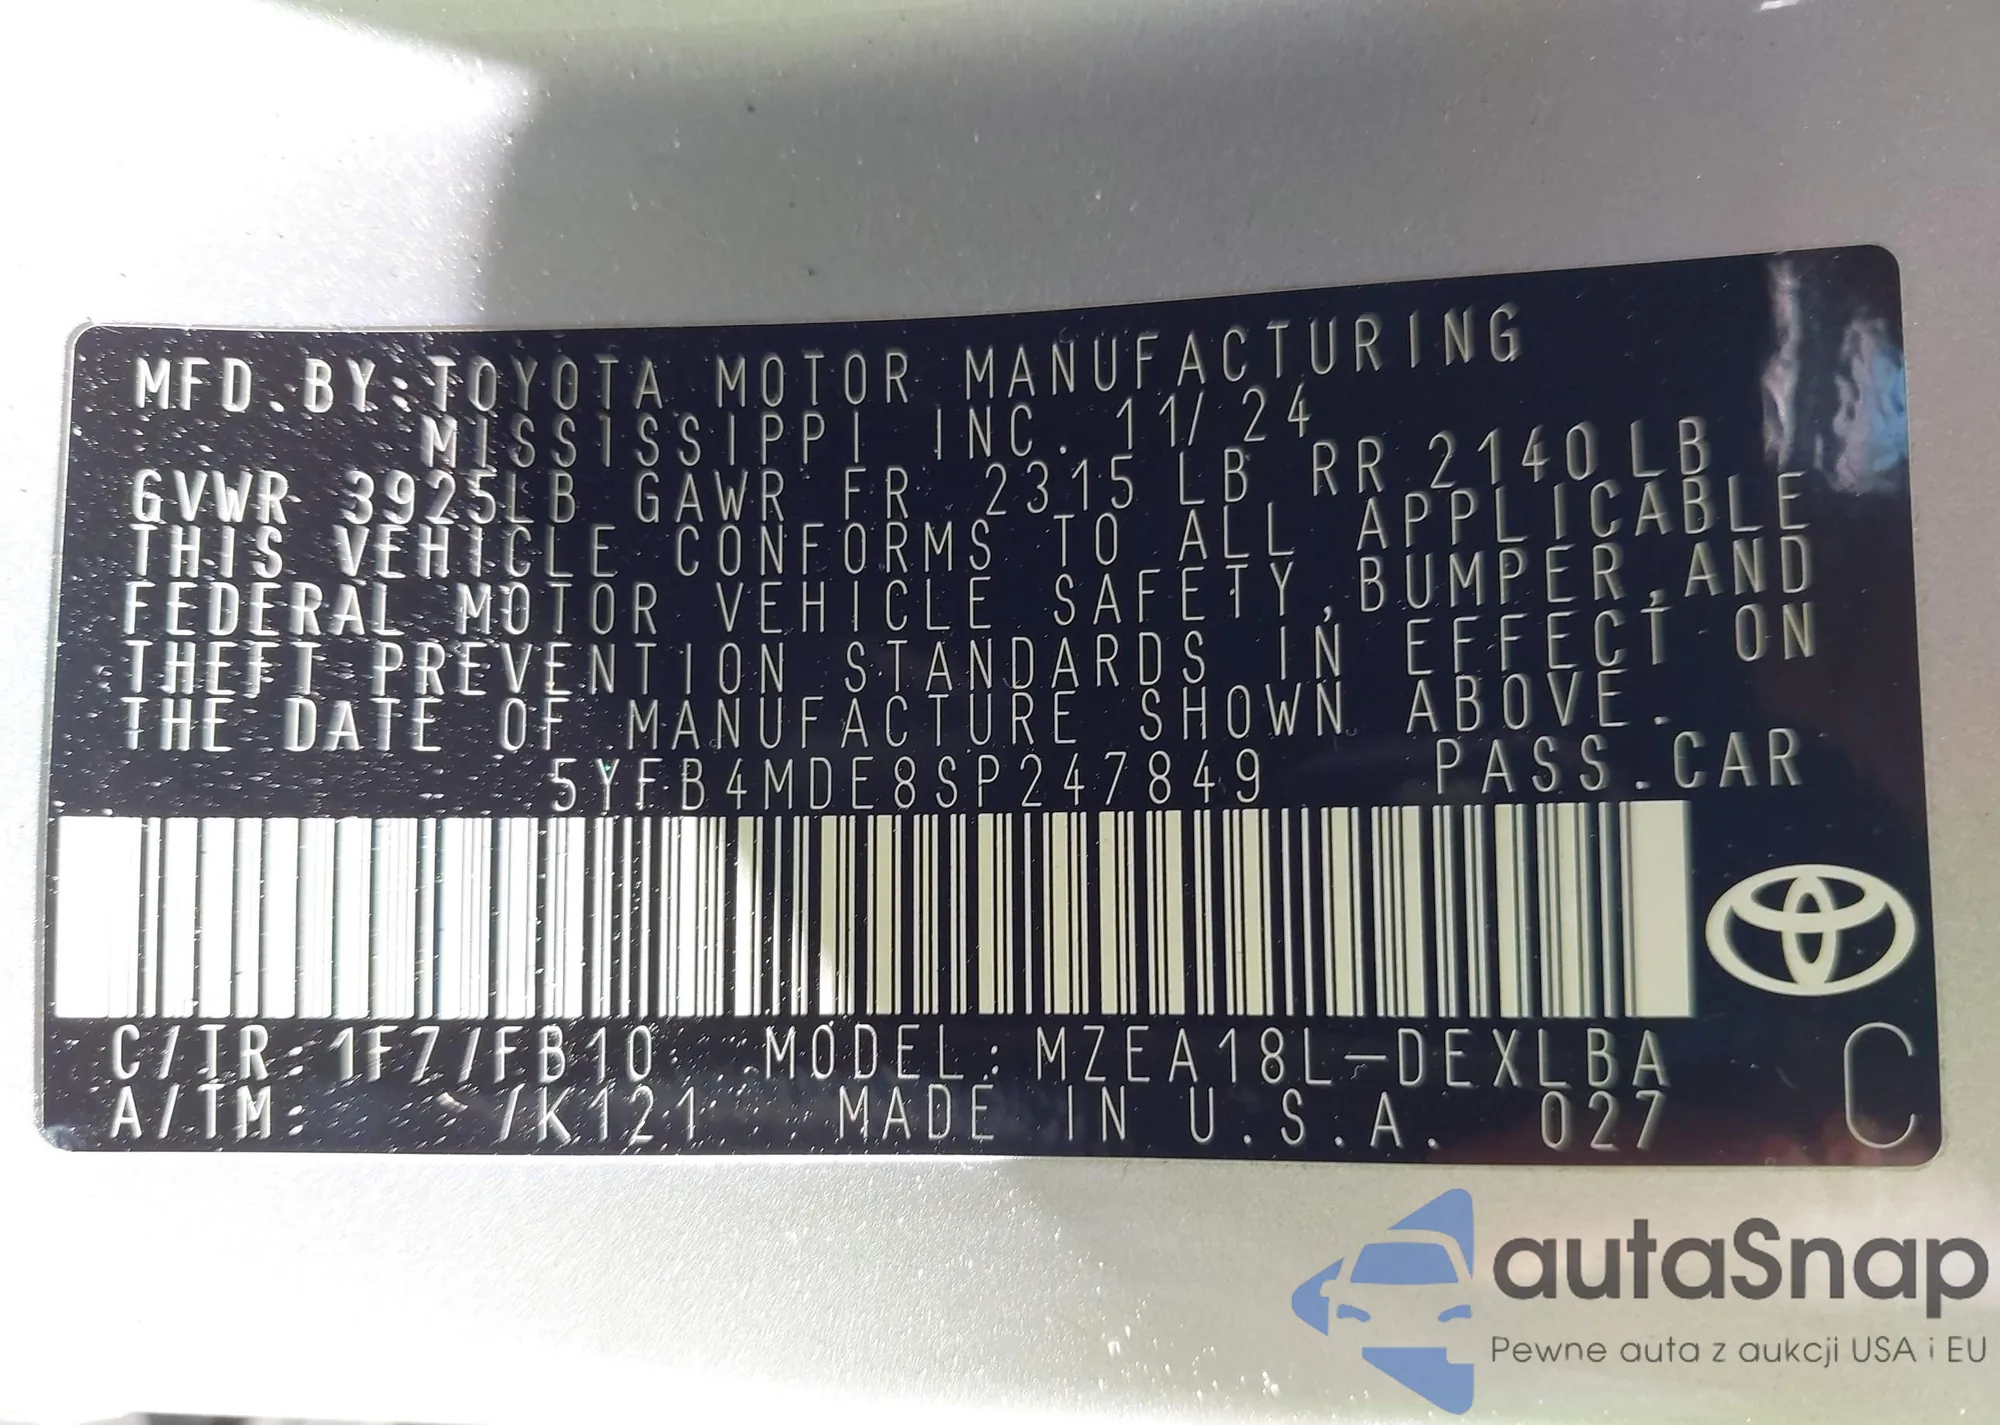 MFD.BY:TOYOTA MOTOR MANUFACTURING
MISSISSIPPI INC. 11/24
GVWR 3925LB GAWR FR 2315 LB RR 2140LB
THIS VEHICLE CONFORMS TO ALL APPLICABLE
FEDERAL MOTOR VEHICLE SAFETY,BUMPER,AND
THEFT PREVENTION STANDARDS IN EFFECT ON
THE DATE OF MANUFACTURE SHOWN ABOVE.
5YFB4MDE8SP247849 PASS.CAR
C/TR: 1F7/FB10 MODEL: MZEA18L-DEXLBA
A/TM: /K121 MADE IN U.S.A. 027 C
autaSnap
Pewne auta z aukcji USA i EU